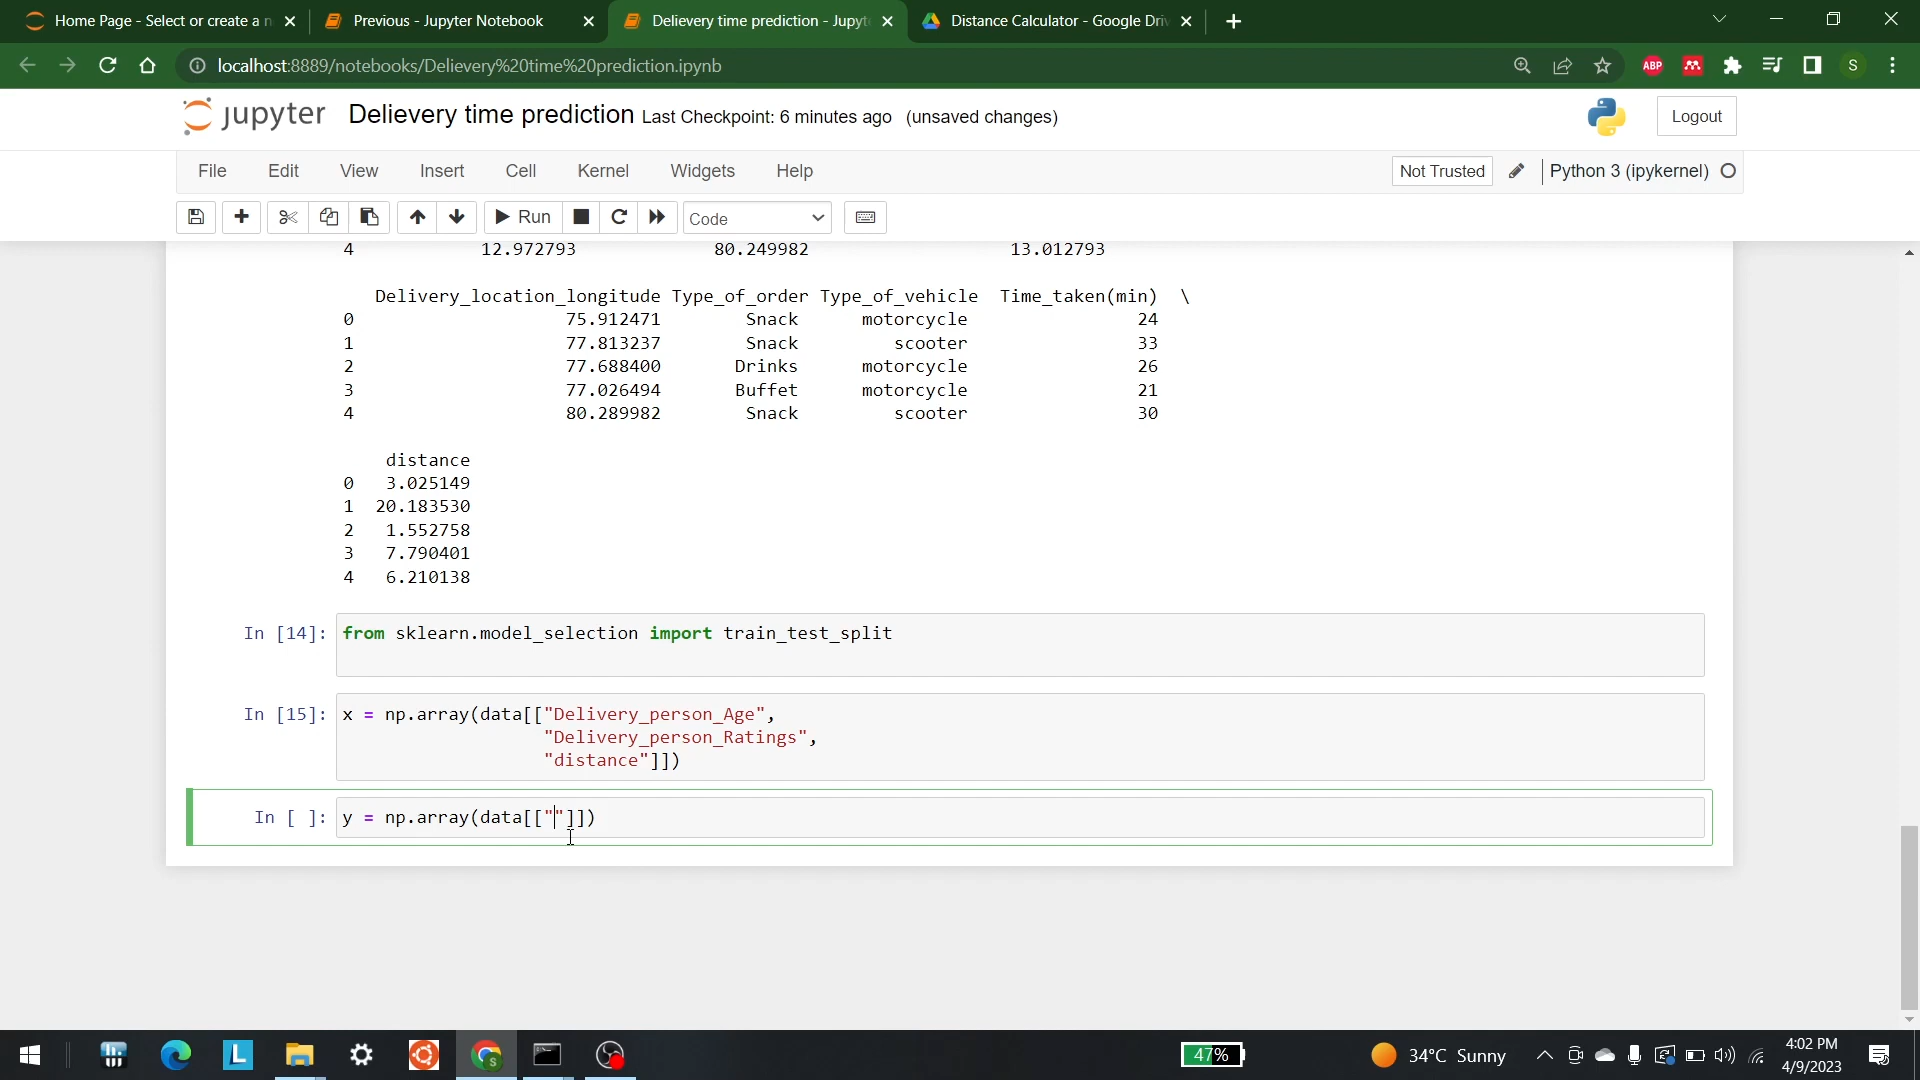 Home Page - Select or create a n
Previous - Jupyter Notebook
Delievery time prediction - Jupyt
Distance Calculator - Google Driv
localhost:8889/notebooks/Delievery%20time%20prediction.ipynb
ABP
S
jupyter Delievery time prediction Last Checkpoint: 6 minutes ago (unsaved changes)
Logout
File Edit View Insert Cell Kernel Widgets Help
Not Trusted
Python 3 (ipykernel)
Run
Code
4 12.972793 80.249982 13.012793
Delivery_location_longitude Type_of_order Type_of_vehicle Time_taken(min) \
0 75.912471 Snack motorcycle 24
1 77.813237 Snack scooter 33
2 77.688400 Drinks motorcycle 26
3 77.026494 Buffet motorcycle 21
4 80.289982 Snack scooter 30
distance
0 3.025149
1 20.183530
2 1.552758
3 7.790401
4 6.210138
In [14]: from sklearn.model_selection import train_test_split
In [15]: x = np.array(data[["Delivery_person_Age",
"Delivery_person_Ratings",
"distance"]])
In [ ]: y = np.array(data[[""]])
L
S
47%
34°C Sunny
4:02 PM
4/9/2023